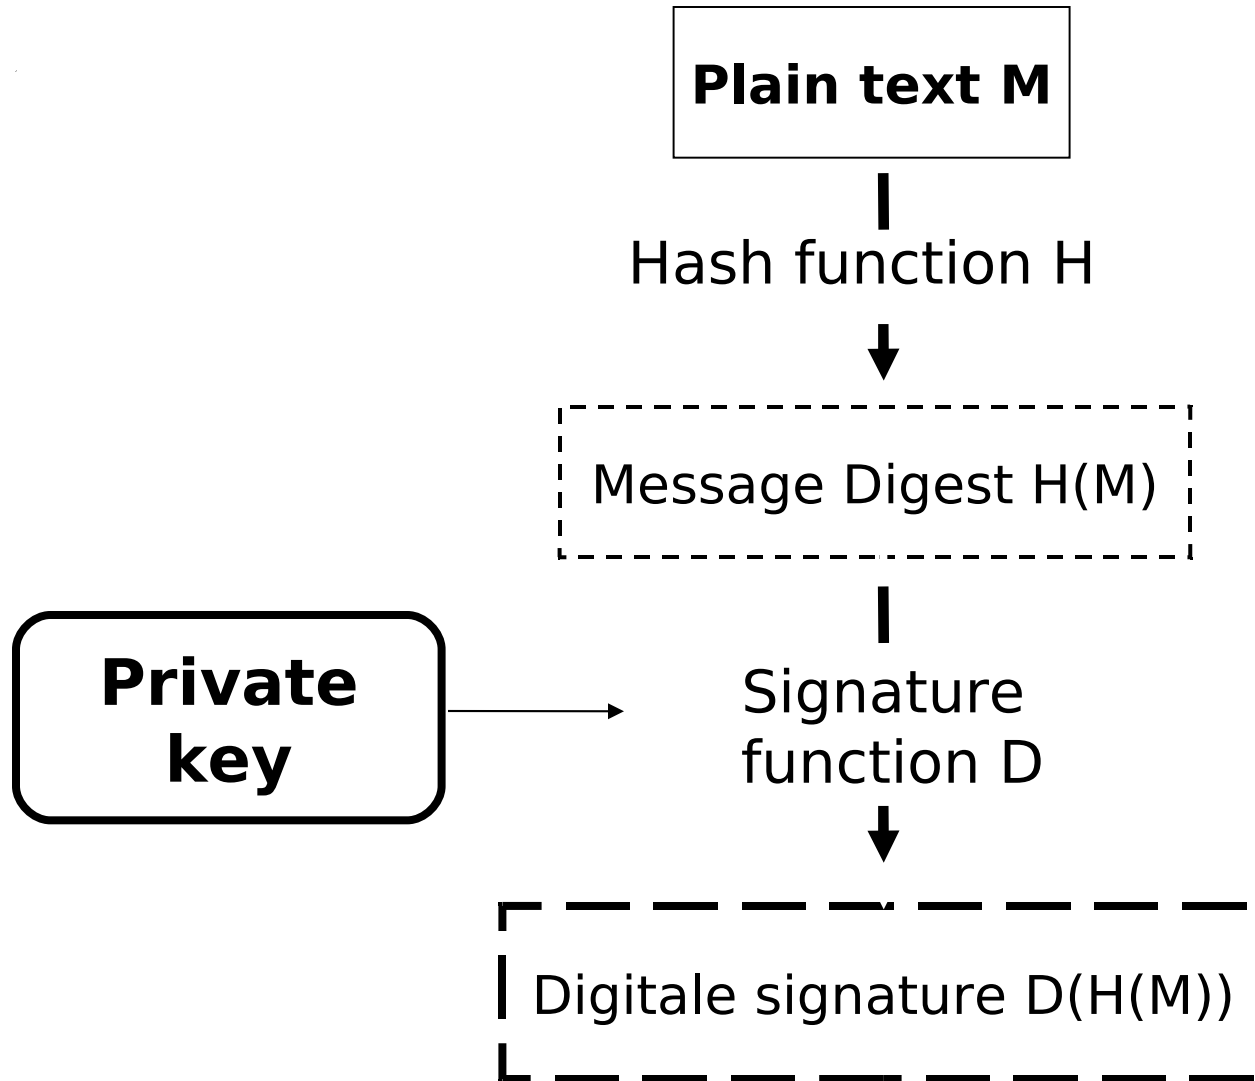 Plain text M
Hash function H
Message Digest H(M)
Private
key
Signature
function D
Digitale signature D(H(M))